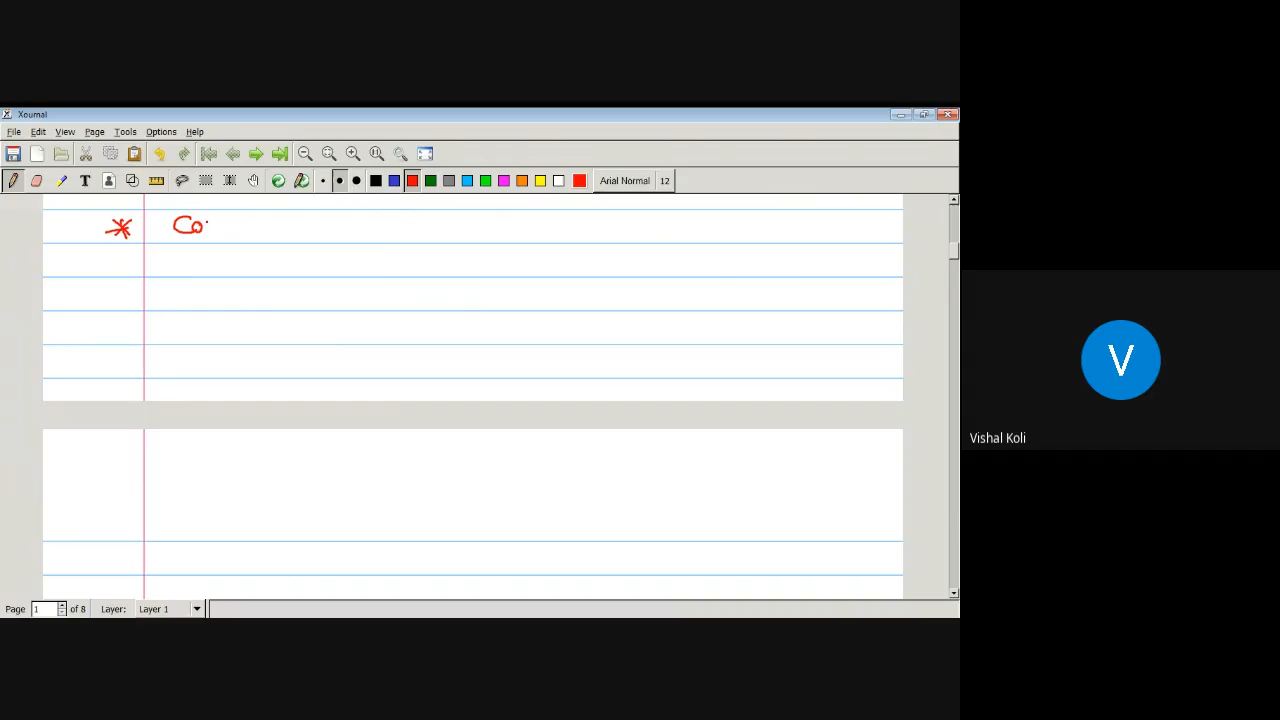 Xournal
File Edit View Page Tools Options Help
T Arial Normal 12
* Co
V
Vishal Koli
Page 1 of 8 Layer: Layer 1